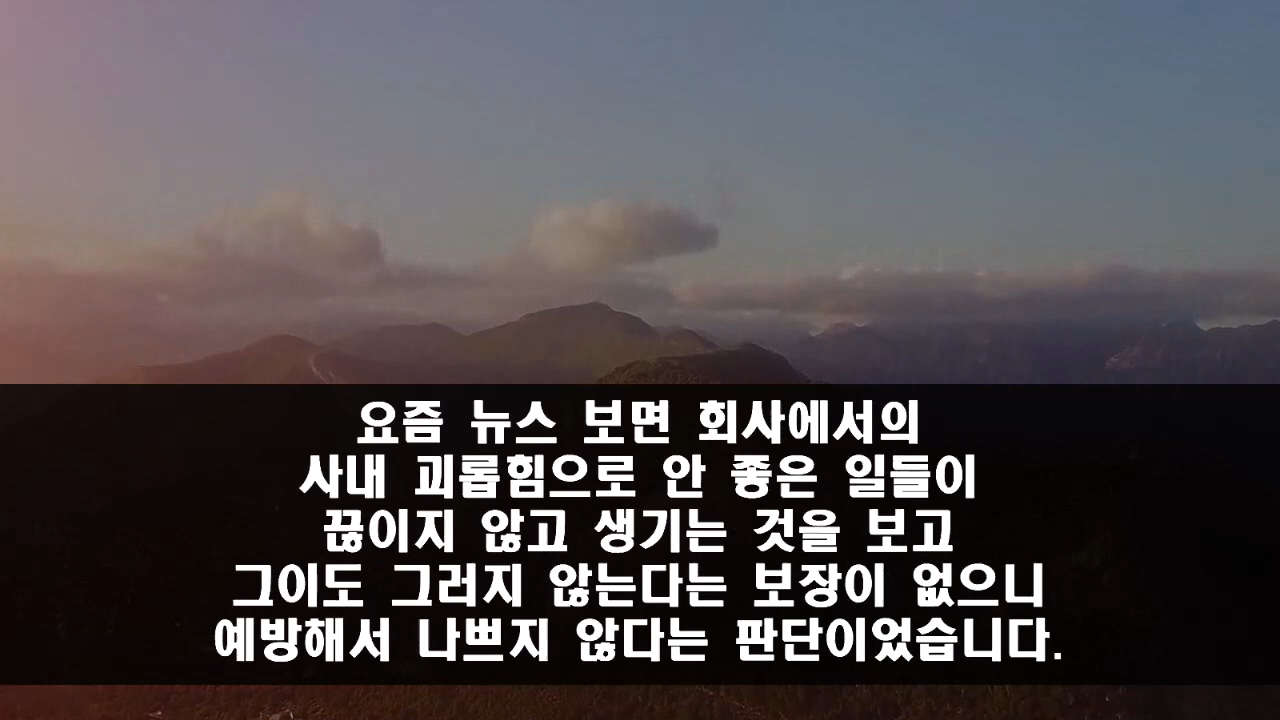 요즘 뉴스 보면 회사에서의
사내 괴롭힘으로 안 좋은 일들이
끊이지 않고 생기는 것을 보고
그이도 그러지 않는다는 보장이 없으니
예방해서 나쁘지 않다는 판단이었습니다.